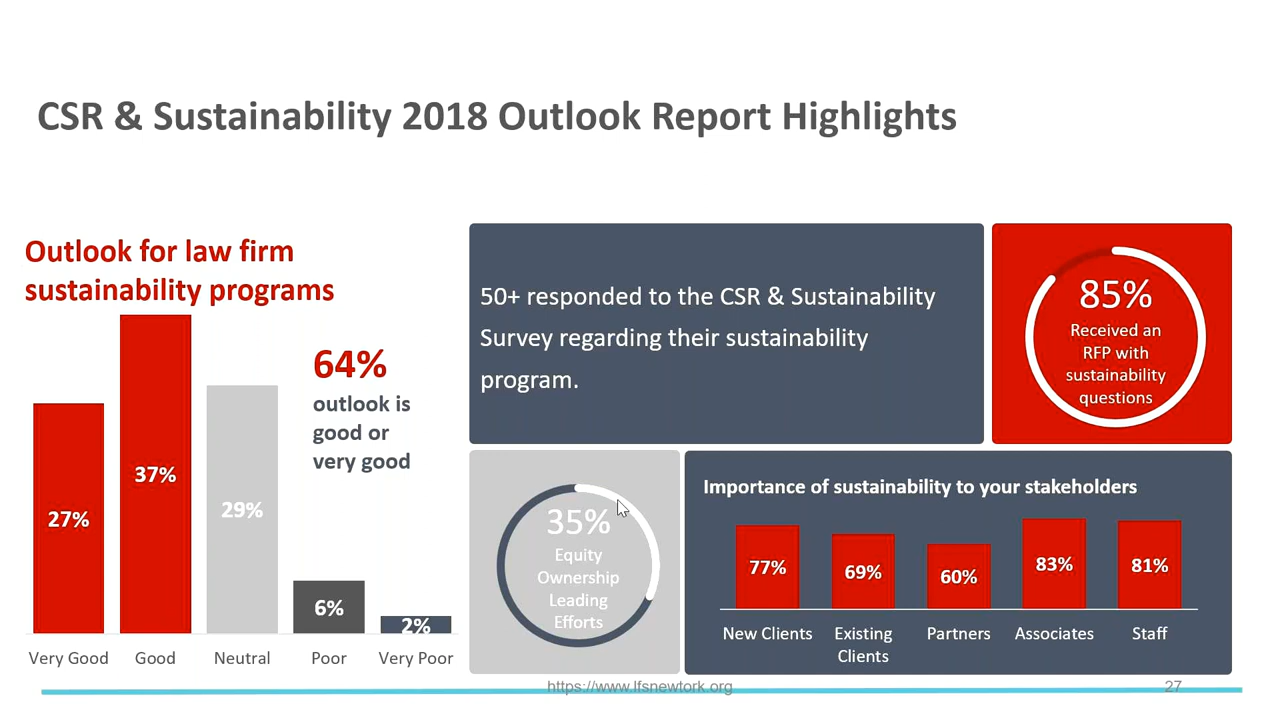 CSR & Sustainability 2018 Outlook Report Highlights
Outlook for law firm
sustainability programs
64%
outlook is
good or
very good
27%
37%
29%
6%
2%
Very Good
Good
Neutral
Poor
Very Poor
50+ responded to the CSR & Sustainability
Survey regarding their sustainability
program.
85%
Received an
RFP with
sustainability
questions
35%
Equity
Ownership
Leading
Efforts
Importance of sustainability to your stakeholders
77%
69%
60%
83%
81%
New Clients
Existing
Clients
Partners
Associates
Staff
https://www.lfsnewtork.org
27